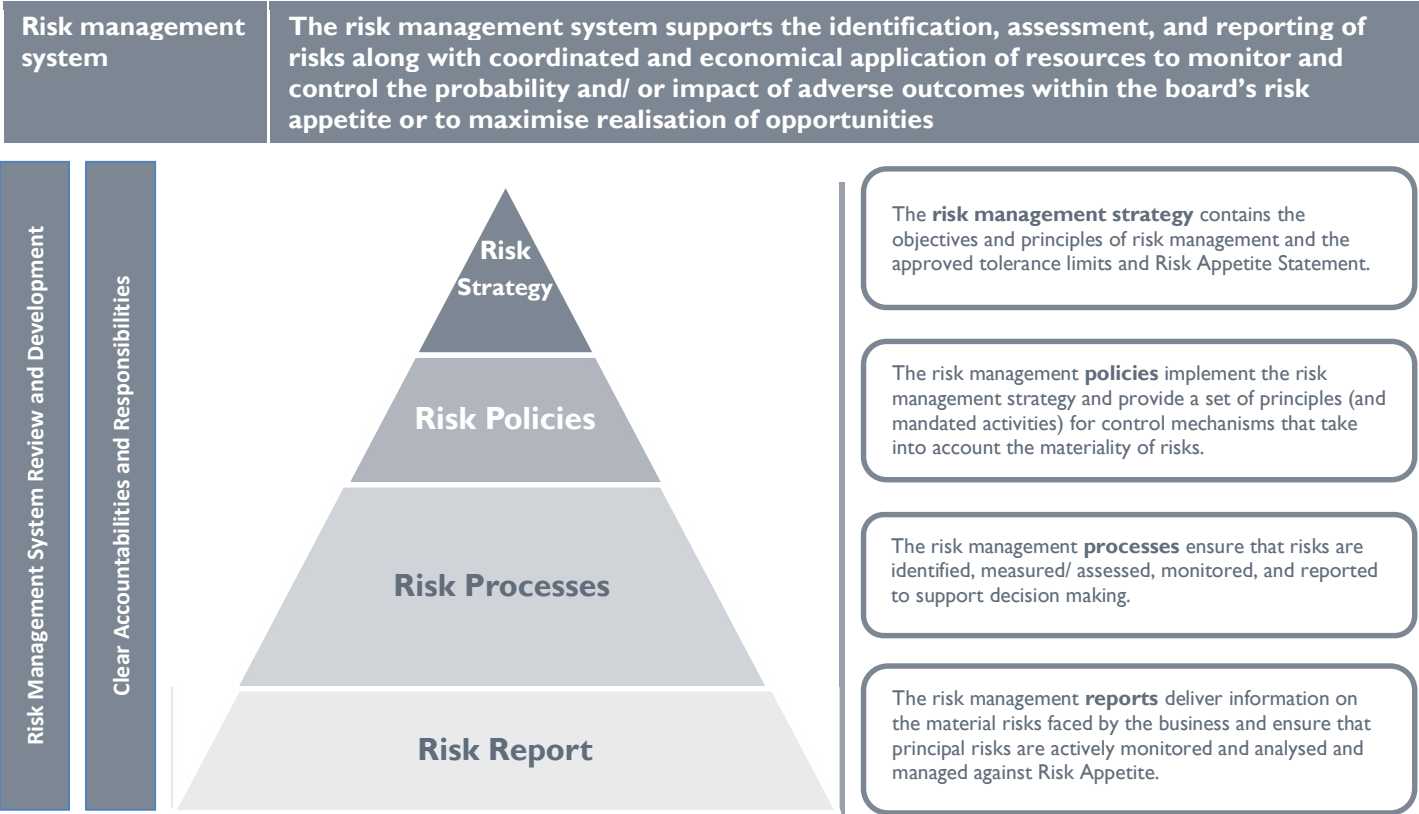 Risk management
system
The risk management system supports the identification, assessment, and reporting of
risks along with coordinated and economical application of resources to monitor and
control the probability and/ or impact of adverse outcomes within the board's risk
appetite or to maximise realisation of opportunities
Risk Management System Review and Development
Clear Accountabilities and Responsibilities
Risk
Strategy
Risk Policies
Risk Processes
Risk Report
The risk management strategy contains the
objectives and principles of risk management and the
approved tolerance limits and Risk Appetite Statement.
The risk management policies implement the risk
management strategy and provide a set of principles (and
mandated activities) for control mechanisms that take
into account the materiality of risks.
The risk management processes ensure that risks are
identified, measured/ assessed, monitored, and reported
to support decision making.
The risk management reports deliver information on
the material risks faced by the business and ensure that
principal risks are actively monitored and analysed and
managed against Risk Appetite.